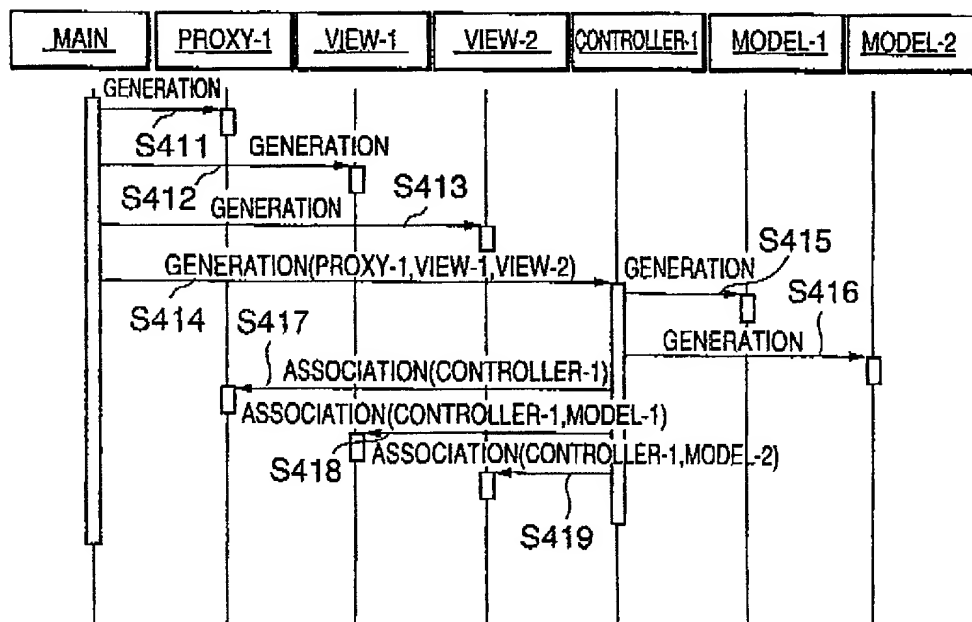 MAIN PROXY-1 VIEW-1 VIEW-2 CONTROLLER-1 MODEL-1 MODEL-2
GENERATION
S411
GENERATION
S412
GENERATION
S413
GENERATION(PROXY-1,VIEW-1,VIEW-2)
S414
GENERATION
S415
GENERATION
S416
S417
ASSOCIATION(CONTROLLER-1)
ASSOCIATION(CONTROLLER-1,MODEL-1)
S418
ASSOCIATION(CONTROLLER-1,MODEL-2)
S419